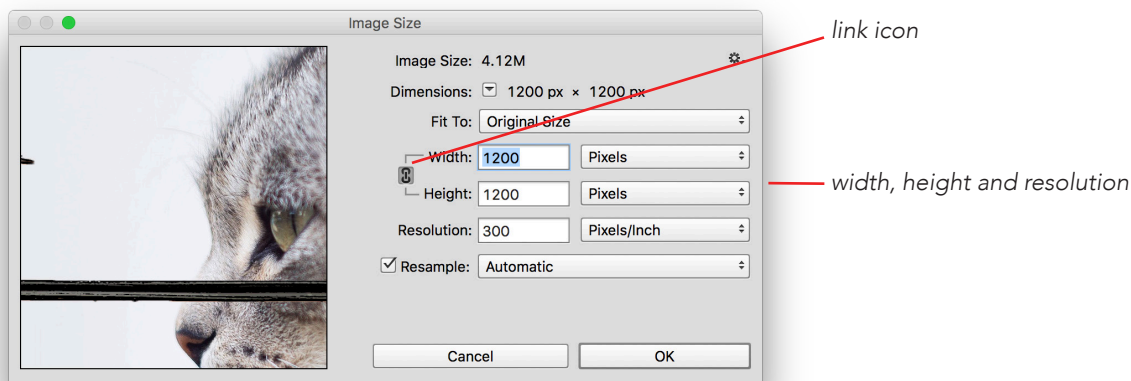 Image Size
link icon
Image Size: 4.12M
Dimensions: 1200 px × 1200 px
Fit To: Original Size
Width: 1200 Pixels
width, height and resolution
Height: 1200 Pixels
Resolution: 300 Pixels/Inch
Resample: Automatic
Cancel OK